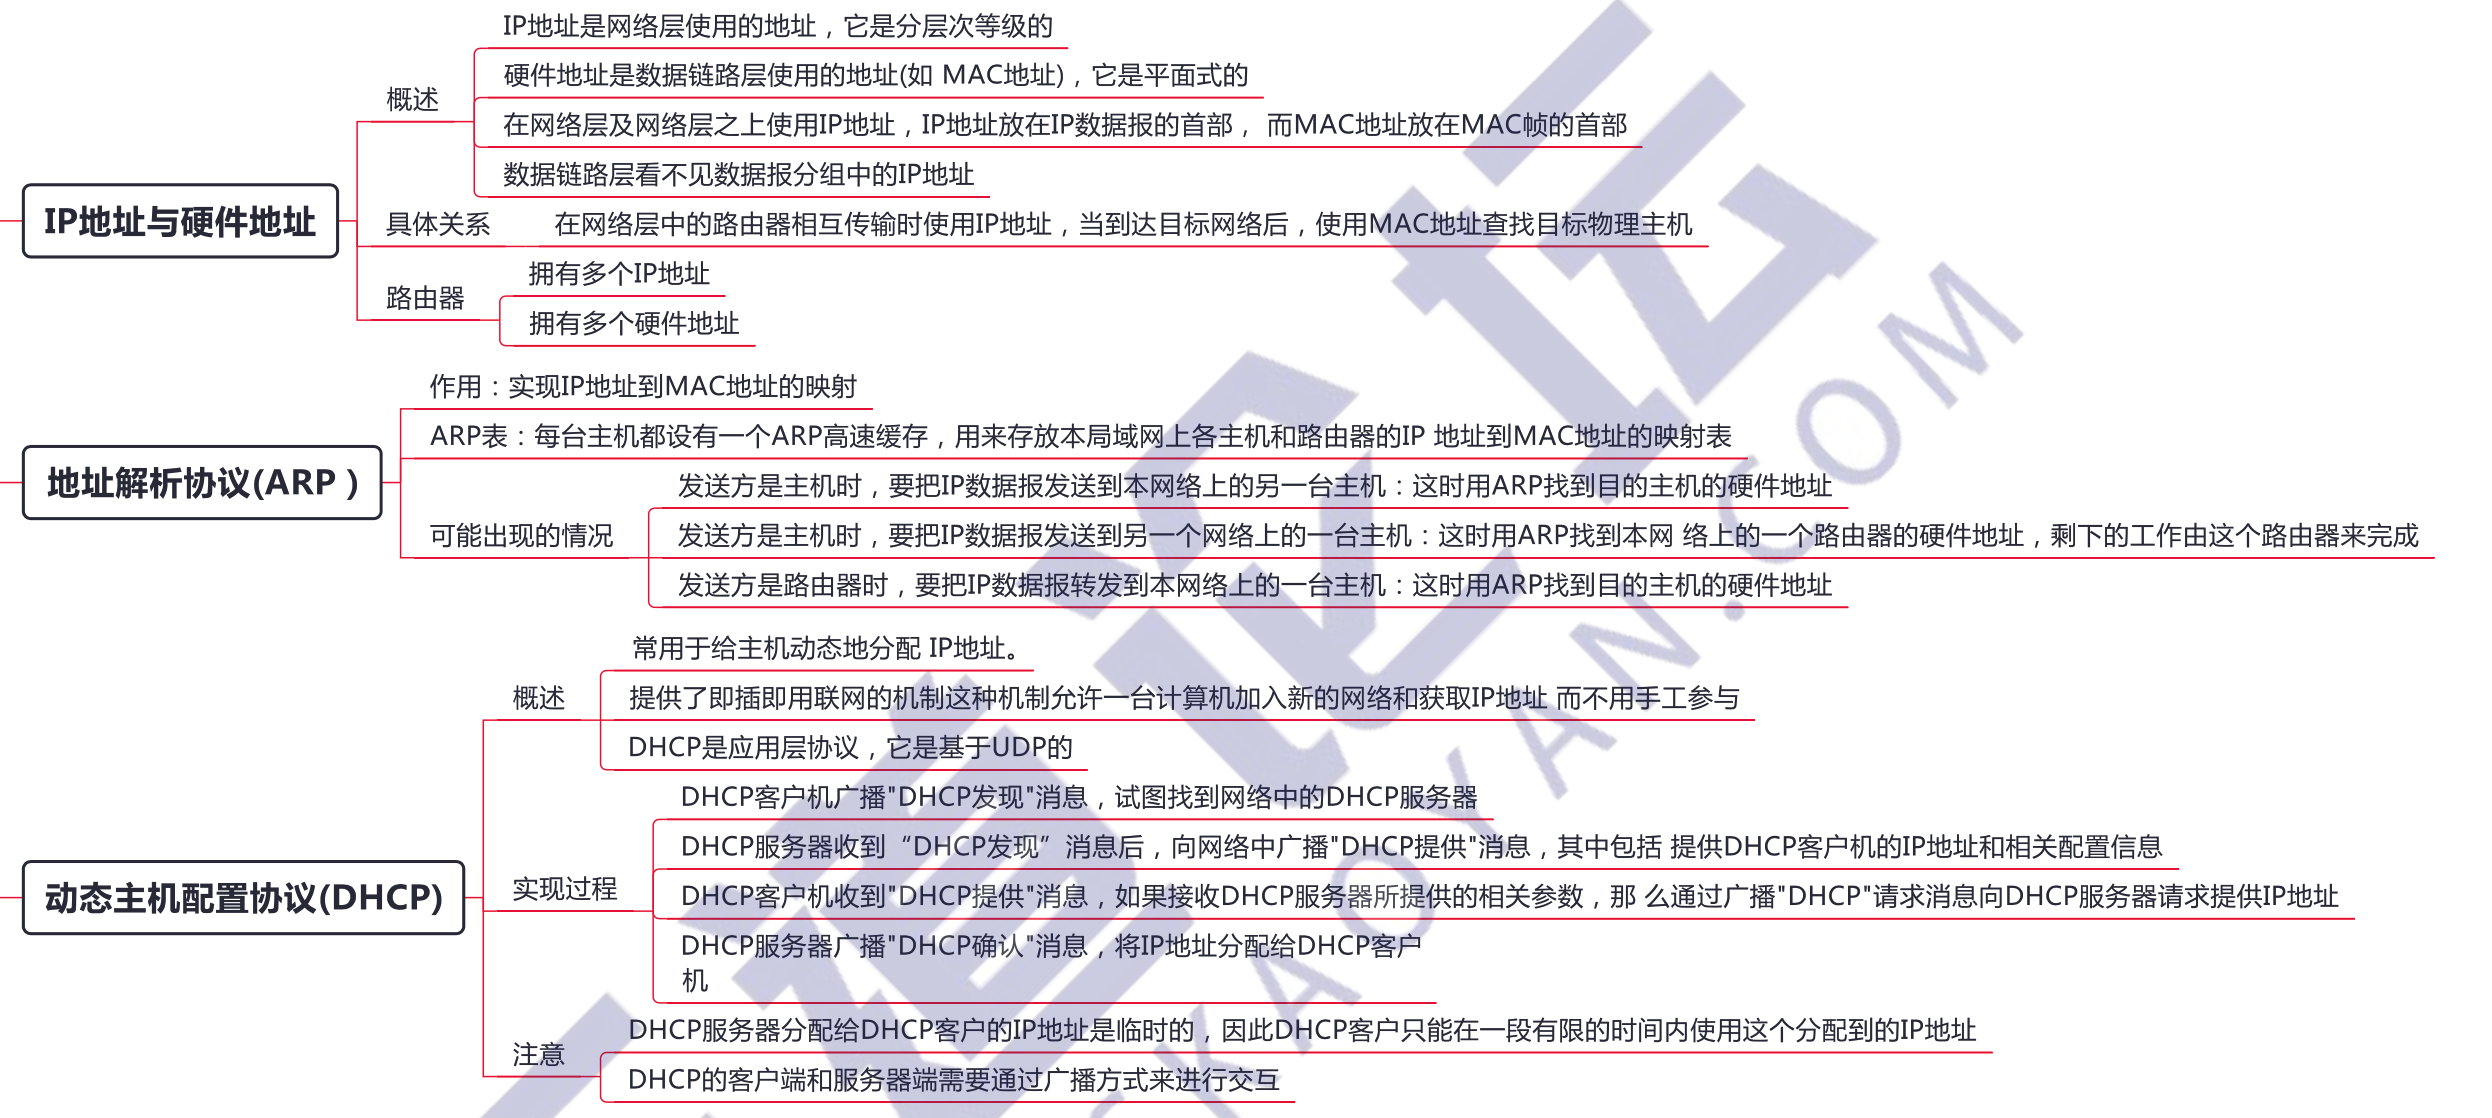 IP地址与硬件地址
概述
IP地址是网络层使用的地址，它是分层次等级的
硬件地址是数据链路层使用的地址(如 MAC地址)，它是平面式的
在网络层及网络层之上使用IP地址，IP地址放在IP数据报的首部， 而MAC地址放在MAC帧的首部
数据链路层看不见数据报分组中的IP地址
具体关系
在网络层中的路由器相互传输时使用IP地址，当到达目标网络后，使用MAC地址查找目标物理主机
路由器
拥有多个IP地址
拥有多个硬件地址
地址解析协议(ARP )
作用：实现IP地址到MAC地址的映射
ARP表：每台主机都设有一个ARP高速缓存，用来存放本局域网上各主机和路由器的IP 地址到MAC地址的映射表
可能出现的情况
发送方是主机时，要把IP数据报发送到本网络上的另一台主机：这时用ARP找到目的主机的硬件地址
发送方是主机时，要把IP数据报发送到另一个网络上的一台主机：这时用ARP找到本网 络上的一个路由器的硬件地址，剩下的工作由这个路由器来完成
发送方是路由器时，要把IP数据报转发到本网络上的一台主机：这时用ARP找到目的主机的硬件地址
动态主机配置协议(DHCP)
概述
常用于给主机动态地分配 IP地址。
提供了即插即用联网的机制这种机制允许一台计算机加入新的网络和获取IP地址 而不用手工参与
DHCP是应用层协议，它是基于UDP的
实现过程
DHCP客户机广播"DHCP发现"消息，试图找到网络中的DHCP服务器
DHCP服务器收到“DHCP发现”消息后，向网络中广播"DHCP提供"消息，其中包括 提供DHCP客户机的IP地址和相关配置信息
DHCP客户机收到"DHCP提供"消息，如果接收DHCP服务器所提供的相关参数，那 么通过广播"DHCP"请求消息向DHCP服务器请求提供IP地址
DHCP服务器广播"DHCP确认"消息，将IP地址分配给DHCP客户
机
注意
DHCP服务器分配给DHCP客户的IP地址是临时的，因此DHCP客户只能在一段有限的时间内使用这个分配到的IP地址
DHCP的客户端和服务器端需要通过广播方式来进行交互
道论坛
SKAOYAN.COM